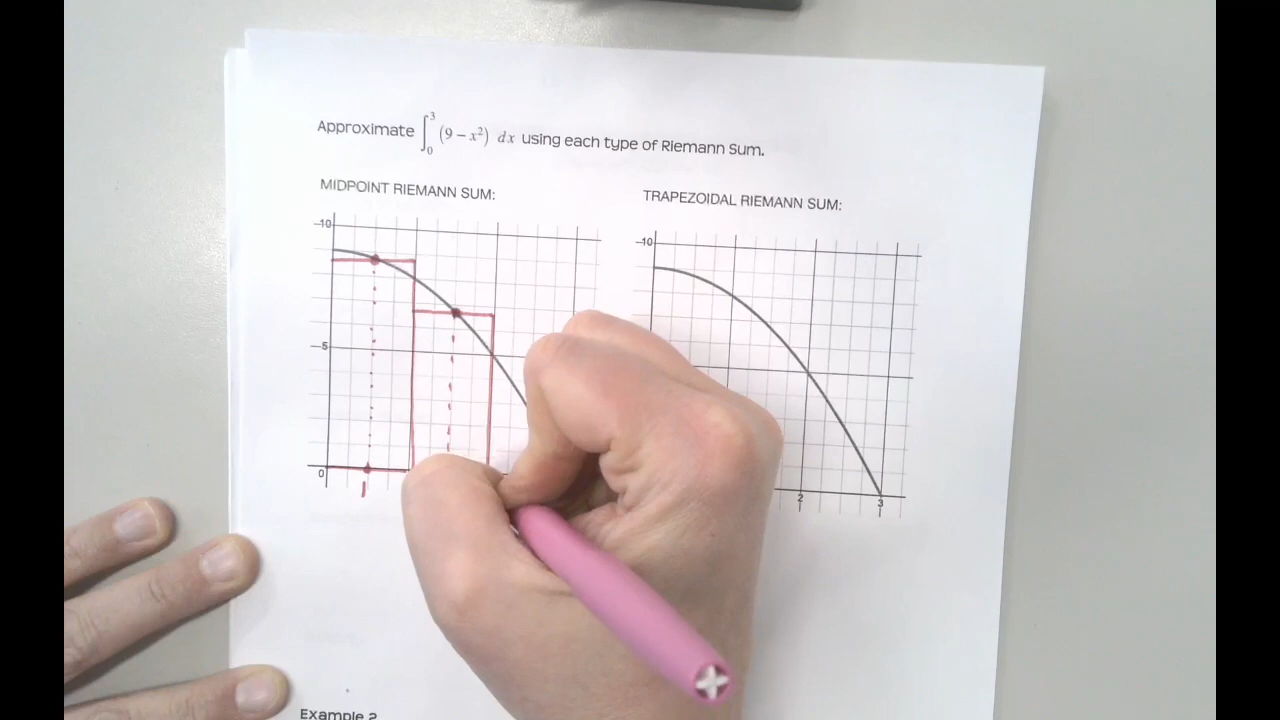 Approximate ∫₀³ (9 − x²) dx using each type of Riemann Sum.
MIDPOINT RIEMANN SUM:
TRAPEZOIDAL RIEMANN SUM:
10
5
0
10
2
3
Example 2